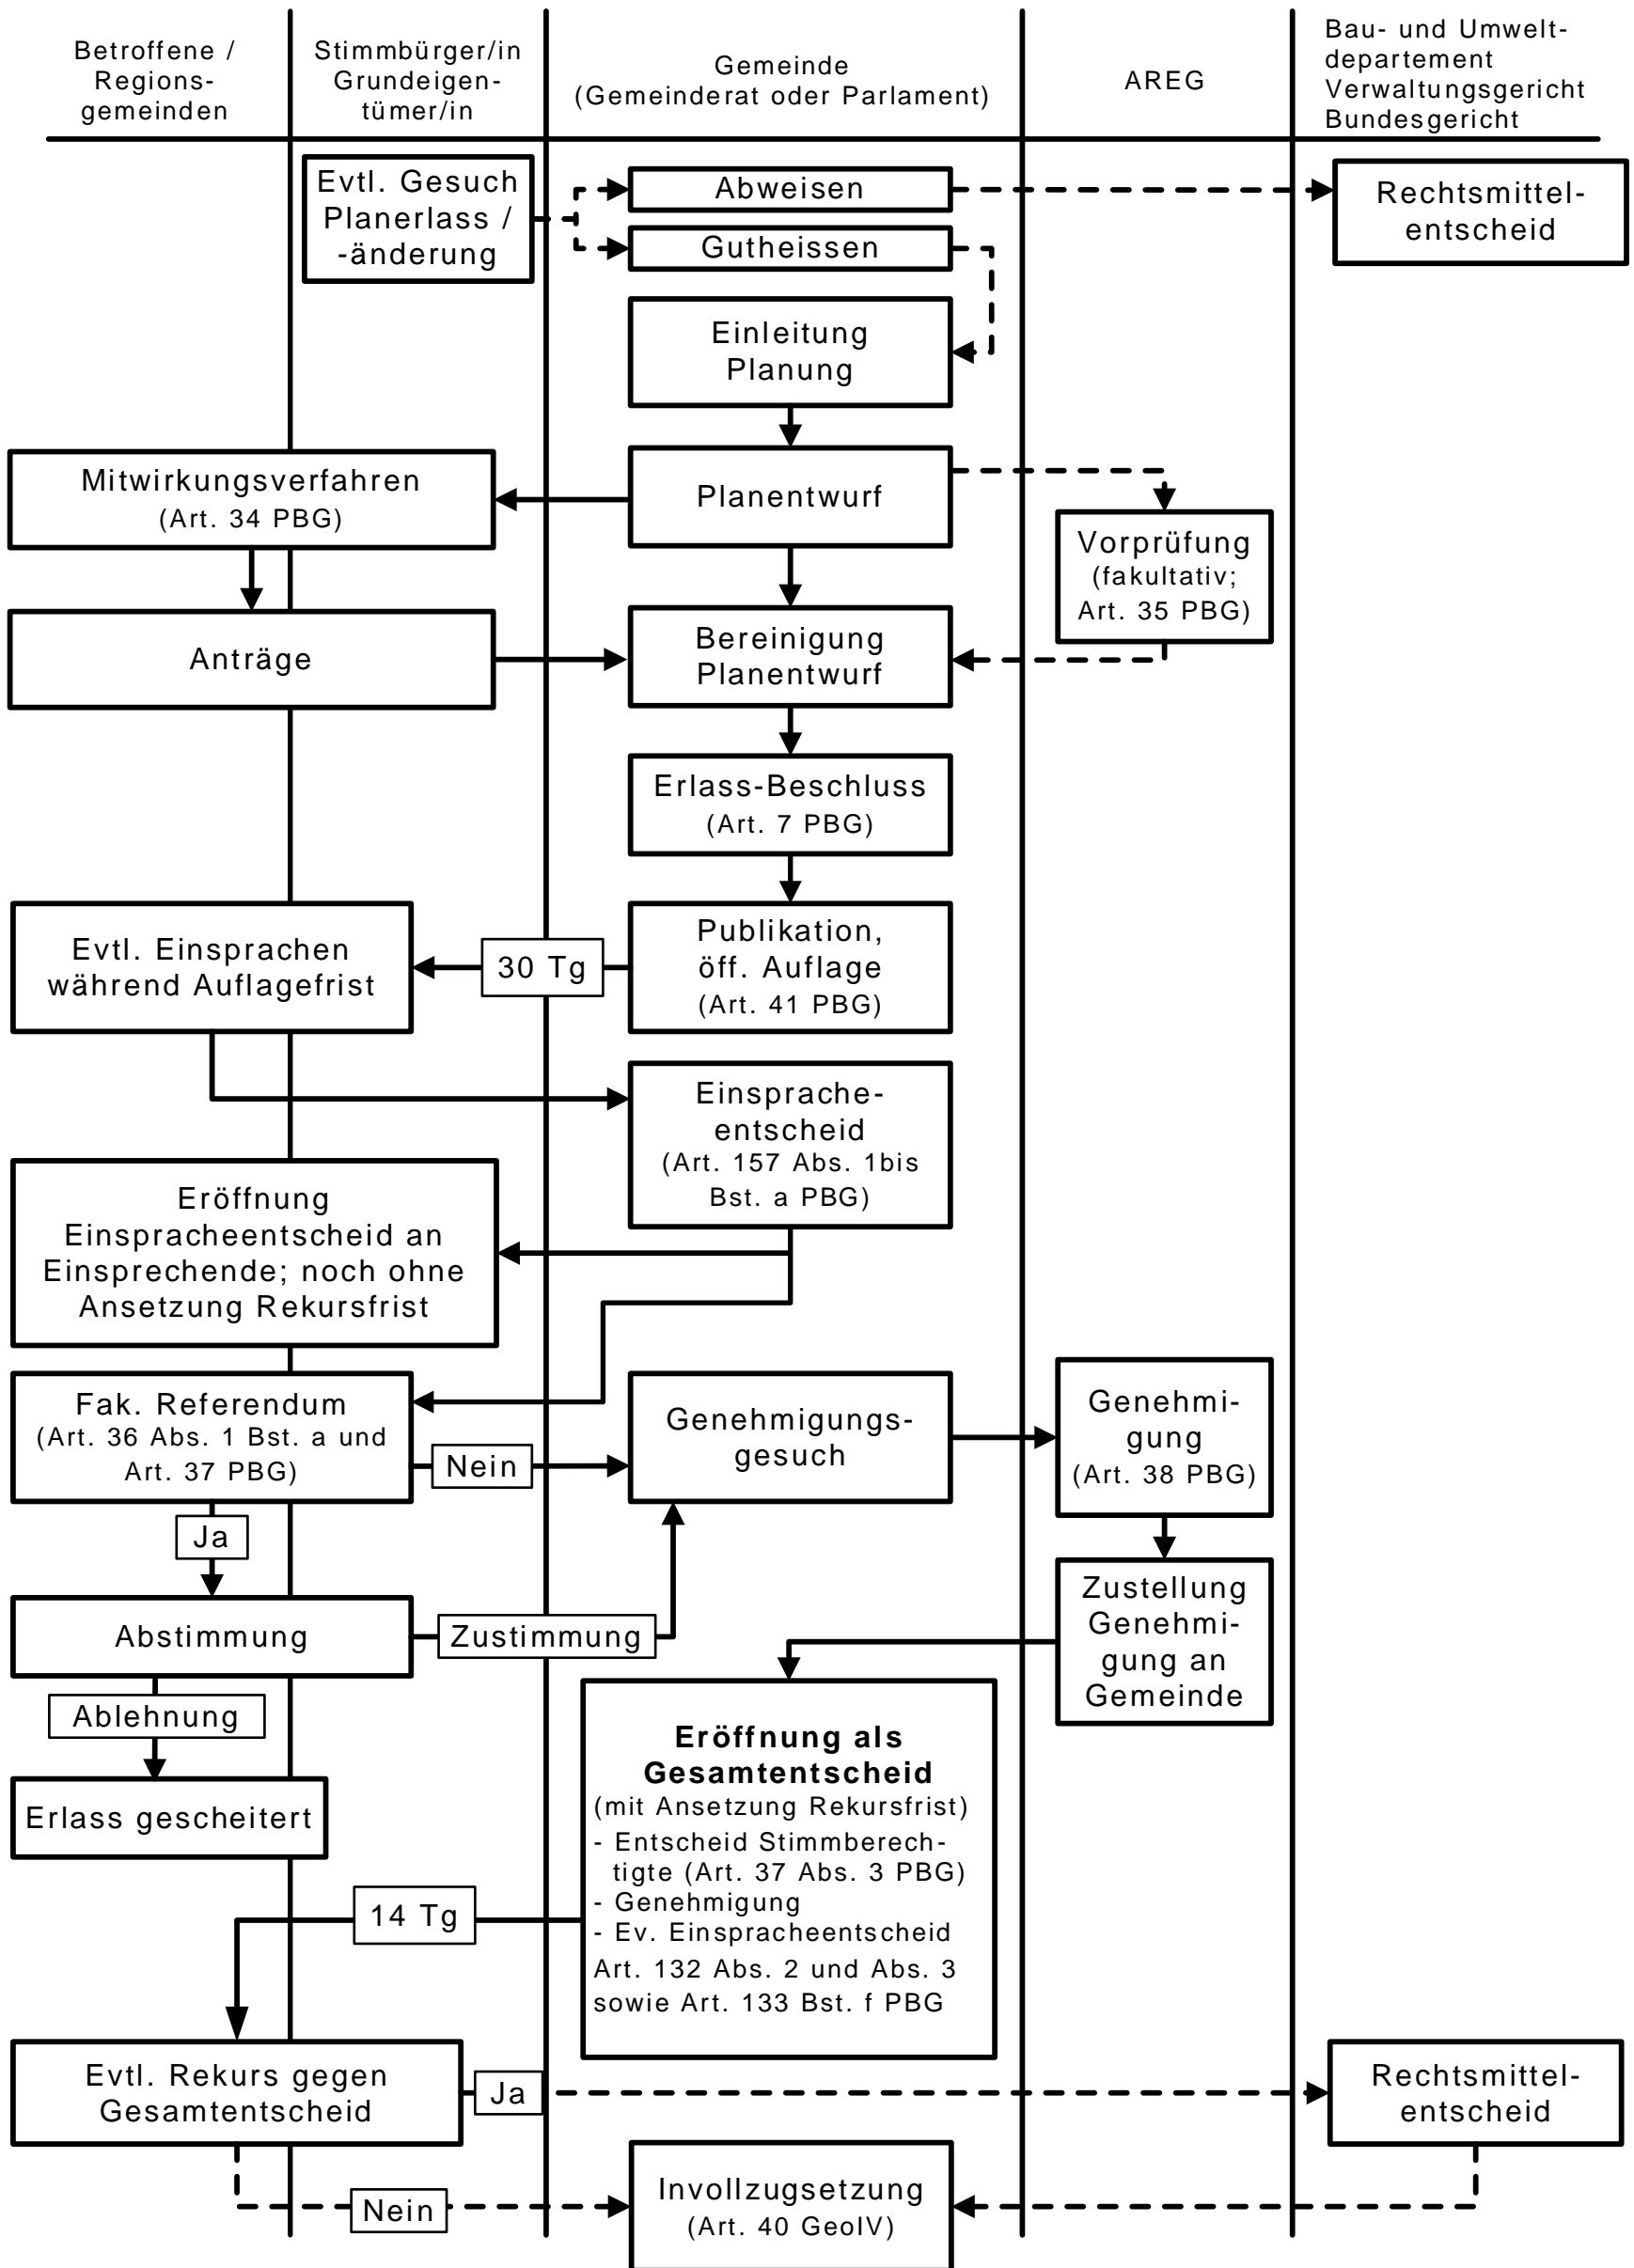 Betroffene /
Regions-
gemeinden
Stimmbürger/in
Grundeigen-
tümer/in
Gemeinde
(Gemeinderat oder Parlament)
AREG
Bau- und Umwelt-
departement
Verwaltungsgericht
Bundesgericht
Evtl. Gesuch
Planerlass /
-änderung
Abweisen
Gutheissen
Rechtsmittel-
entscheid
Einleitung
Planung
Mitwirkungsverfahren
(Art. 34 PBG)
Planentwurf
Vorprüfung
(fakultativ;
Art. 35 PBG)
Anträge
Bereinigung
Planentwurf
Erlass-Beschluss
(Art. 7 PBG)
Evtl. Einsprachen
während Auflagefrist
30 Tg
Publikation,
öff. Auflage
(Art. 41 PBG)
Einsprache-
entscheid
(Art. 157 Abs. 1bis
Bst. a PBG)
Eröffnung
Einspracheentscheid an
Einsprechende; noch ohne
Ansetzung Rekursfrist
Fak. Referendum
(Art. 36 Abs. 1 Bst. a und
Art. 37 PBG)
Nein
Genehmigungs-
gesuch
Genehmi-
gung
(Art. 38 PBG)
Ja
Abstimmung
Zustimmung
Zustellung
Genehmi-
gung an
Gemeinde
Ablehnung
Erlass gescheitert
Eröffnung als
Gesamtentscheid
(mit Ansetzung Rekursfrist)
- Entscheid Stimmberech-
tigte (Art. 37 Abs. 3 PBG)
- Genehmigung
- Ev. Einspracheentscheid
Art. 132 Abs. 2 und Abs. 3
sowie Art. 133 Bst. f PBG
14 Tg
Evtl. Rekurs gegen
Gesamtentscheid
Ja
Rechtsmittel-
entscheid
Nein
Invollzugsetzung
(Art. 40 GeoIV)